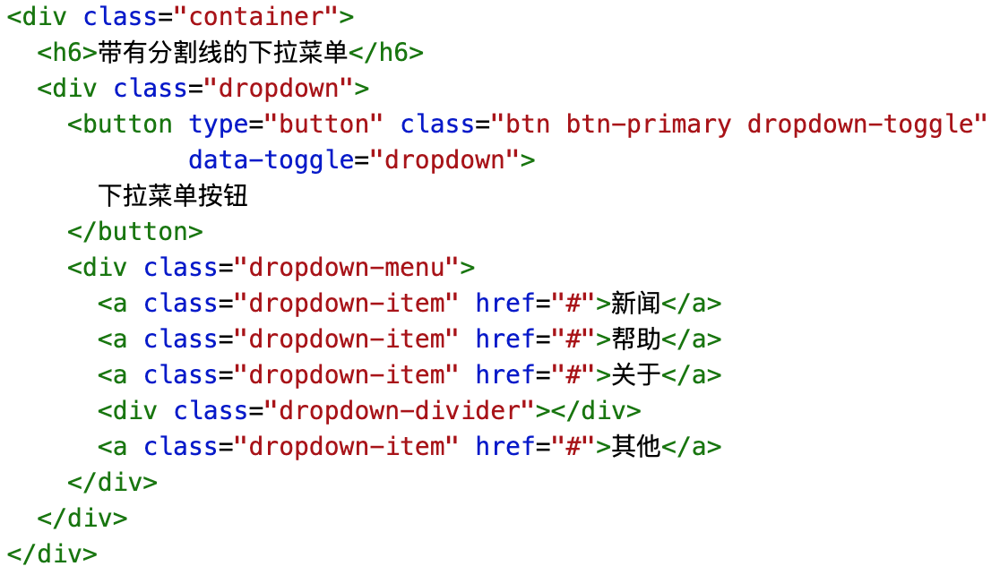 <div class="container">
  <h6>带有分割线的下拉菜单</h6>
  <div class="dropdown">
    <button type="button" class="btn btn-primary dropdown-toggle"
            data-toggle="dropdown">
      下拉菜单按钮
    </button>
    <div class="dropdown-menu">
      <a class="dropdown-item" href="#">新闻</a>
      <a class="dropdown-item" href="#">帮助</a>
      <a class="dropdown-item" href="#">关于</a>
      <div class="dropdown-divider"></div>
      <a class="dropdown-item" href="#">其他</a>
    </div>
  </div>
</div>